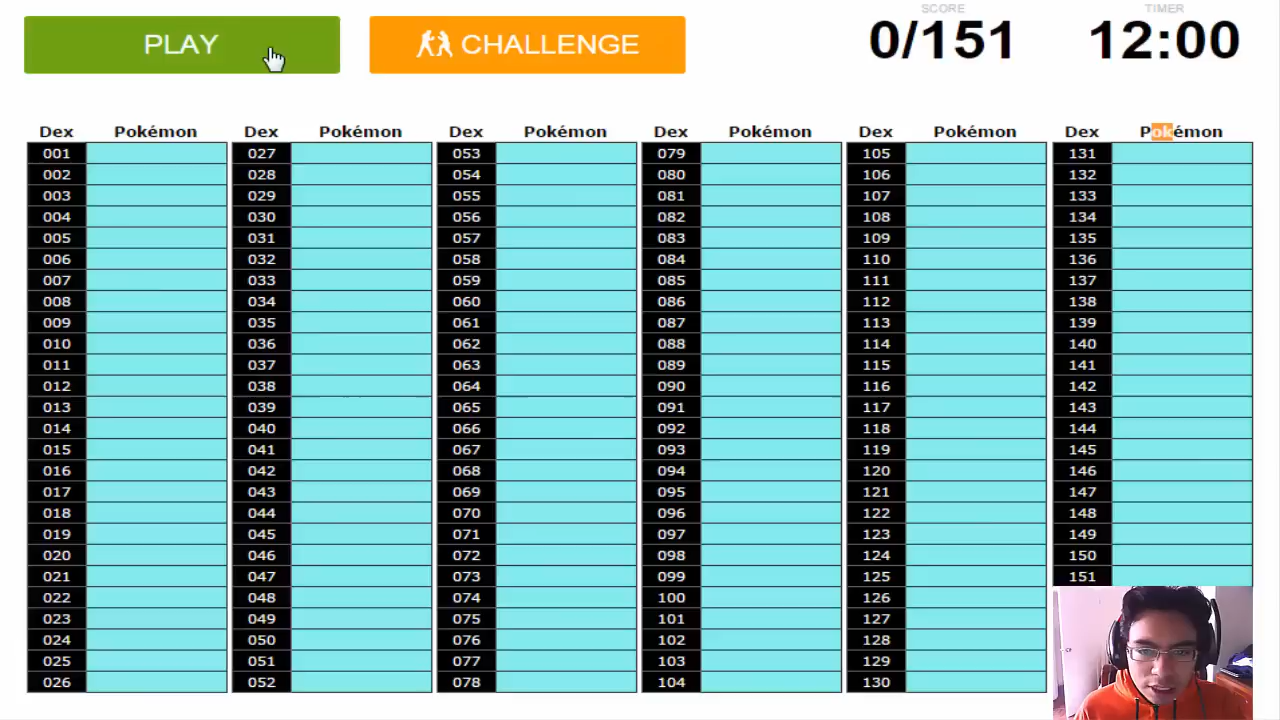 SCORE TIMER
PLAY CHALLENGE 0/151 12:00
Dex Pokémon Dex Pokémon Dex Pokémon Dex Pokémon Dex Pokémon Dex Pokémon
001 027 053 079 105 131
002 028 054 080 106 132
003 029 055 081 107 133
004 030 056 082 108 134
005 031 057 083 109 135
006 032 058 084 110 136
007 033 059 085 111 137
008 034 060 086 112 138
009 035 061 087 113 139
010 036 062 088 114 140
011 037 063 089 115 141
012 038 064 090 116 142
013 039 065 091 117 143
014 040 066 092 118 144
015 041 067 093 119 145
016 042 068 094 120 146
017 043 069 095 121 147
018 044 070 096 122 148
019 045 071 097 123 149
020 046 072 098 124 150
021 047 073 099 125 151
022 048 074 100 126
023 049 075 101 127
024 050 076 102 128
025 051 077 103 129
026 052 078 104 130